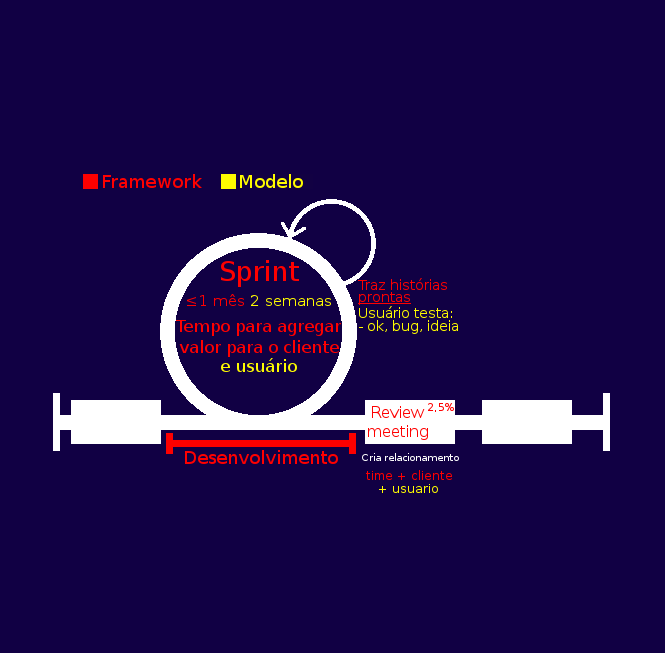 Framework Modelo
Sprint
≤1 mês 2 semanas
Tempo para agregar
valor para o cliente
e usuário
Traz histórias
prontas
Usuário testa:
- ok, bug, ideia
Review 2,5%
meeting
Desenvolvimento
Cria relacionamento
time + cliente
+ usuario